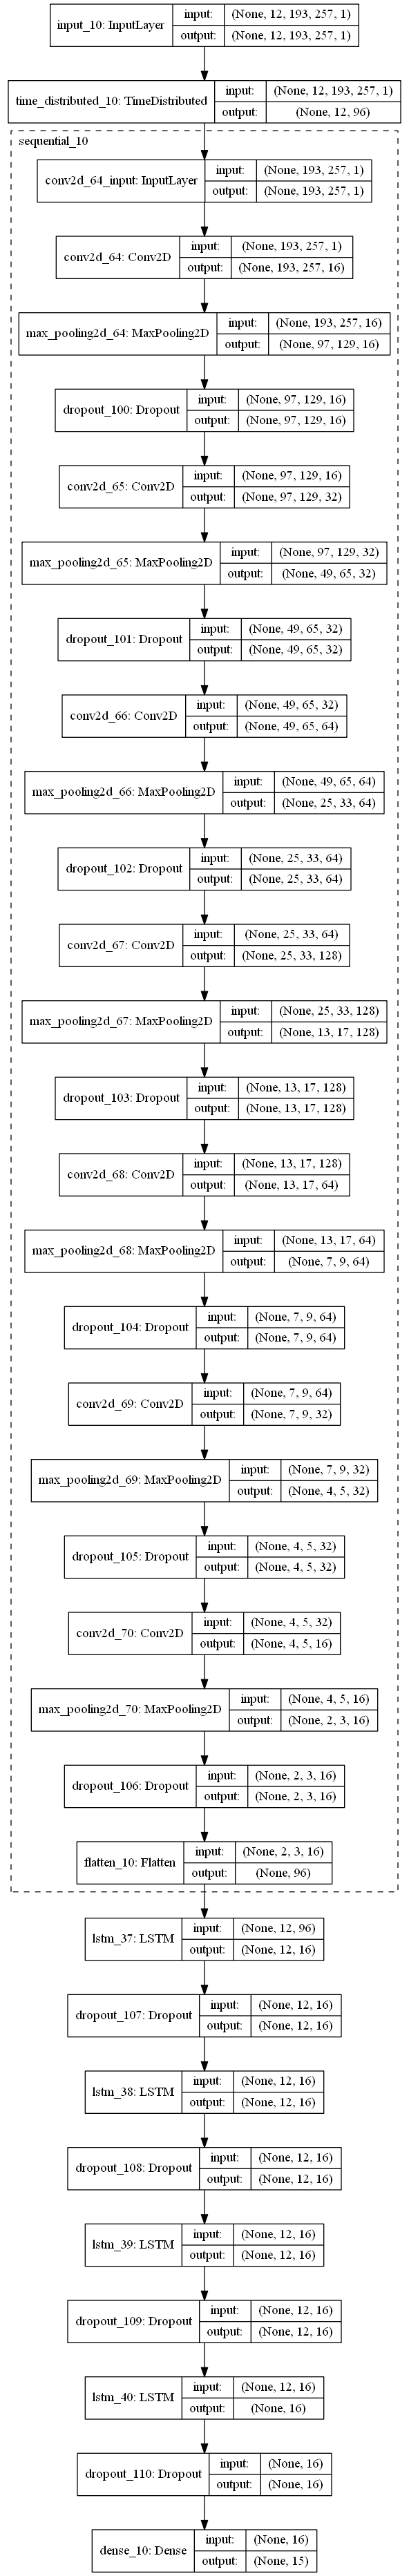 input_10: InputLayer
input:
(None, 12, 193, 257, 1)
output:
(None, 12, 193, 257, 1)
time_distributed_10: TimeDistributed
input:
(None, 12, 193, 257, 1)
output:
(None, 12, 96)
sequential_10
conv2d_64_input: InputLayer
input:
(None, 193, 257, 1)
output:
(None, 193, 257, 1)
conv2d_64: Conv2D
input:
(None, 193, 257, 1)
output:
(None, 193, 257, 16)
max_pooling2d_64: MaxPooling2D
input:
(None, 193, 257, 16)
output:
(None, 97, 129, 16)
dropout_100: Dropout
input:
(None, 97, 129, 16)
output:
(None, 97, 129, 16)
conv2d_65: Conv2D
input:
(None, 97, 129, 16)
output:
(None, 97, 129, 32)
max_pooling2d_65: MaxPooling2D
input:
(None, 97, 129, 32)
output:
(None, 49, 65, 32)
dropout_101: Dropout
input:
(None, 49, 65, 32)
output:
(None, 49, 65, 32)
conv2d_66: Conv2D
input:
(None, 49, 65, 32)
output:
(None, 49, 65, 64)
max_pooling2d_66: MaxPooling2D
input:
(None, 49, 65, 64)
output:
(None, 25, 33, 64)
dropout_102: Dropout
input:
(None, 25, 33, 64)
output:
(None, 25, 33, 64)
conv2d_67: Conv2D
input:
(None, 25, 33, 64)
output:
(None, 25, 33, 128)
max_pooling2d_67: MaxPooling2D
input:
(None, 25, 33, 128)
output:
(None, 13, 17, 128)
dropout_103: Dropout
input:
(None, 13, 17, 128)
output:
(None, 13, 17, 128)
conv2d_68: Conv2D
input:
(None, 13, 17, 128)
output:
(None, 13, 17, 64)
max_pooling2d_68: MaxPooling2D
input:
(None, 13, 17, 64)
output:
(None, 7, 9, 64)
dropout_104: Dropout
input:
(None, 7, 9, 64)
output:
(None, 7, 9, 64)
conv2d_69: Conv2D
input:
(None, 7, 9, 64)
output:
(None, 7, 9, 32)
max_pooling2d_69: MaxPooling2D
input:
(None, 7, 9, 32)
output:
(None, 4, 5, 32)
dropout_105: Dropout
input:
(None, 4, 5, 32)
output:
(None, 4, 5, 32)
conv2d_70: Conv2D
input:
(None, 4, 5, 32)
output:
(None, 4, 5, 16)
max_pooling2d_70: MaxPooling2D
input:
(None, 4, 5, 16)
output:
(None, 2, 3, 16)
dropout_106: Dropout
input:
(None, 2, 3, 16)
output:
(None, 2, 3, 16)
flatten_10: Flatten
input:
(None, 2, 3, 16)
output:
(None, 96)
lstm_37: LSTM
input:
(None, 12, 96)
output:
(None, 12, 16)
dropout_107: Dropout
input:
(None, 12, 16)
output:
(None, 12, 16)
lstm_38: LSTM
input:
(None, 12, 16)
output:
(None, 12, 16)
dropout_108: Dropout
input:
(None, 12, 16)
output:
(None, 12, 16)
lstm_39: LSTM
input:
(None, 12, 16)
output:
(None, 12, 16)
dropout_109: Dropout
input:
(None, 12, 16)
output:
(None, 12, 16)
lstm_40: LSTM
input:
(None, 12, 16)
output:
(None, 16)
dropout_110: Dropout
input:
(None, 16)
output:
(None, 16)
dense_10: Dense
input:
(None, 16)
output:
(None, 15)